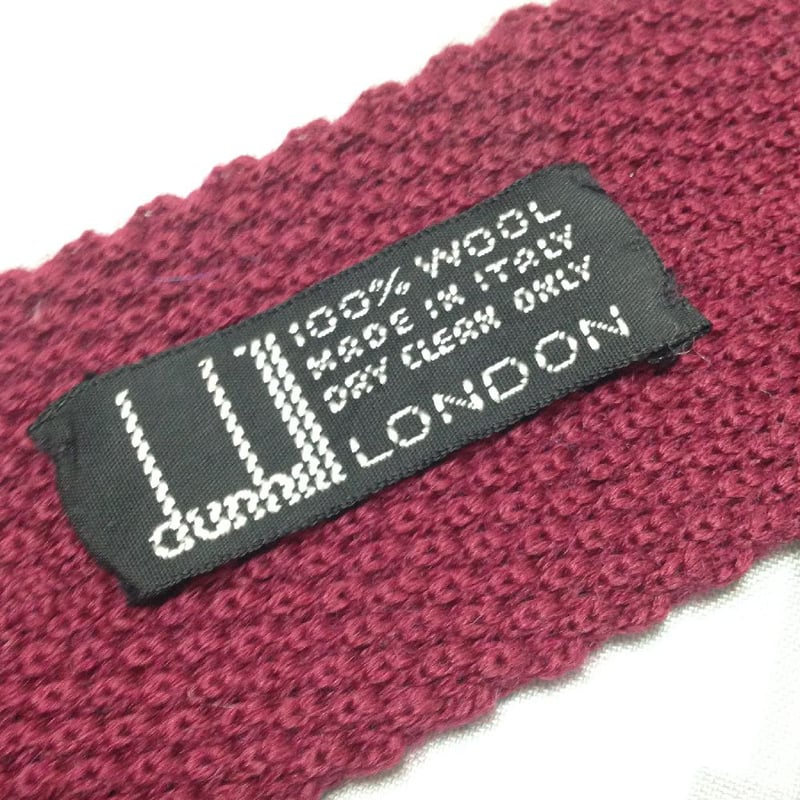 dunhill
100% WOOL
MADE IN ITALY
DRY CLEAN ONLY
LONDON